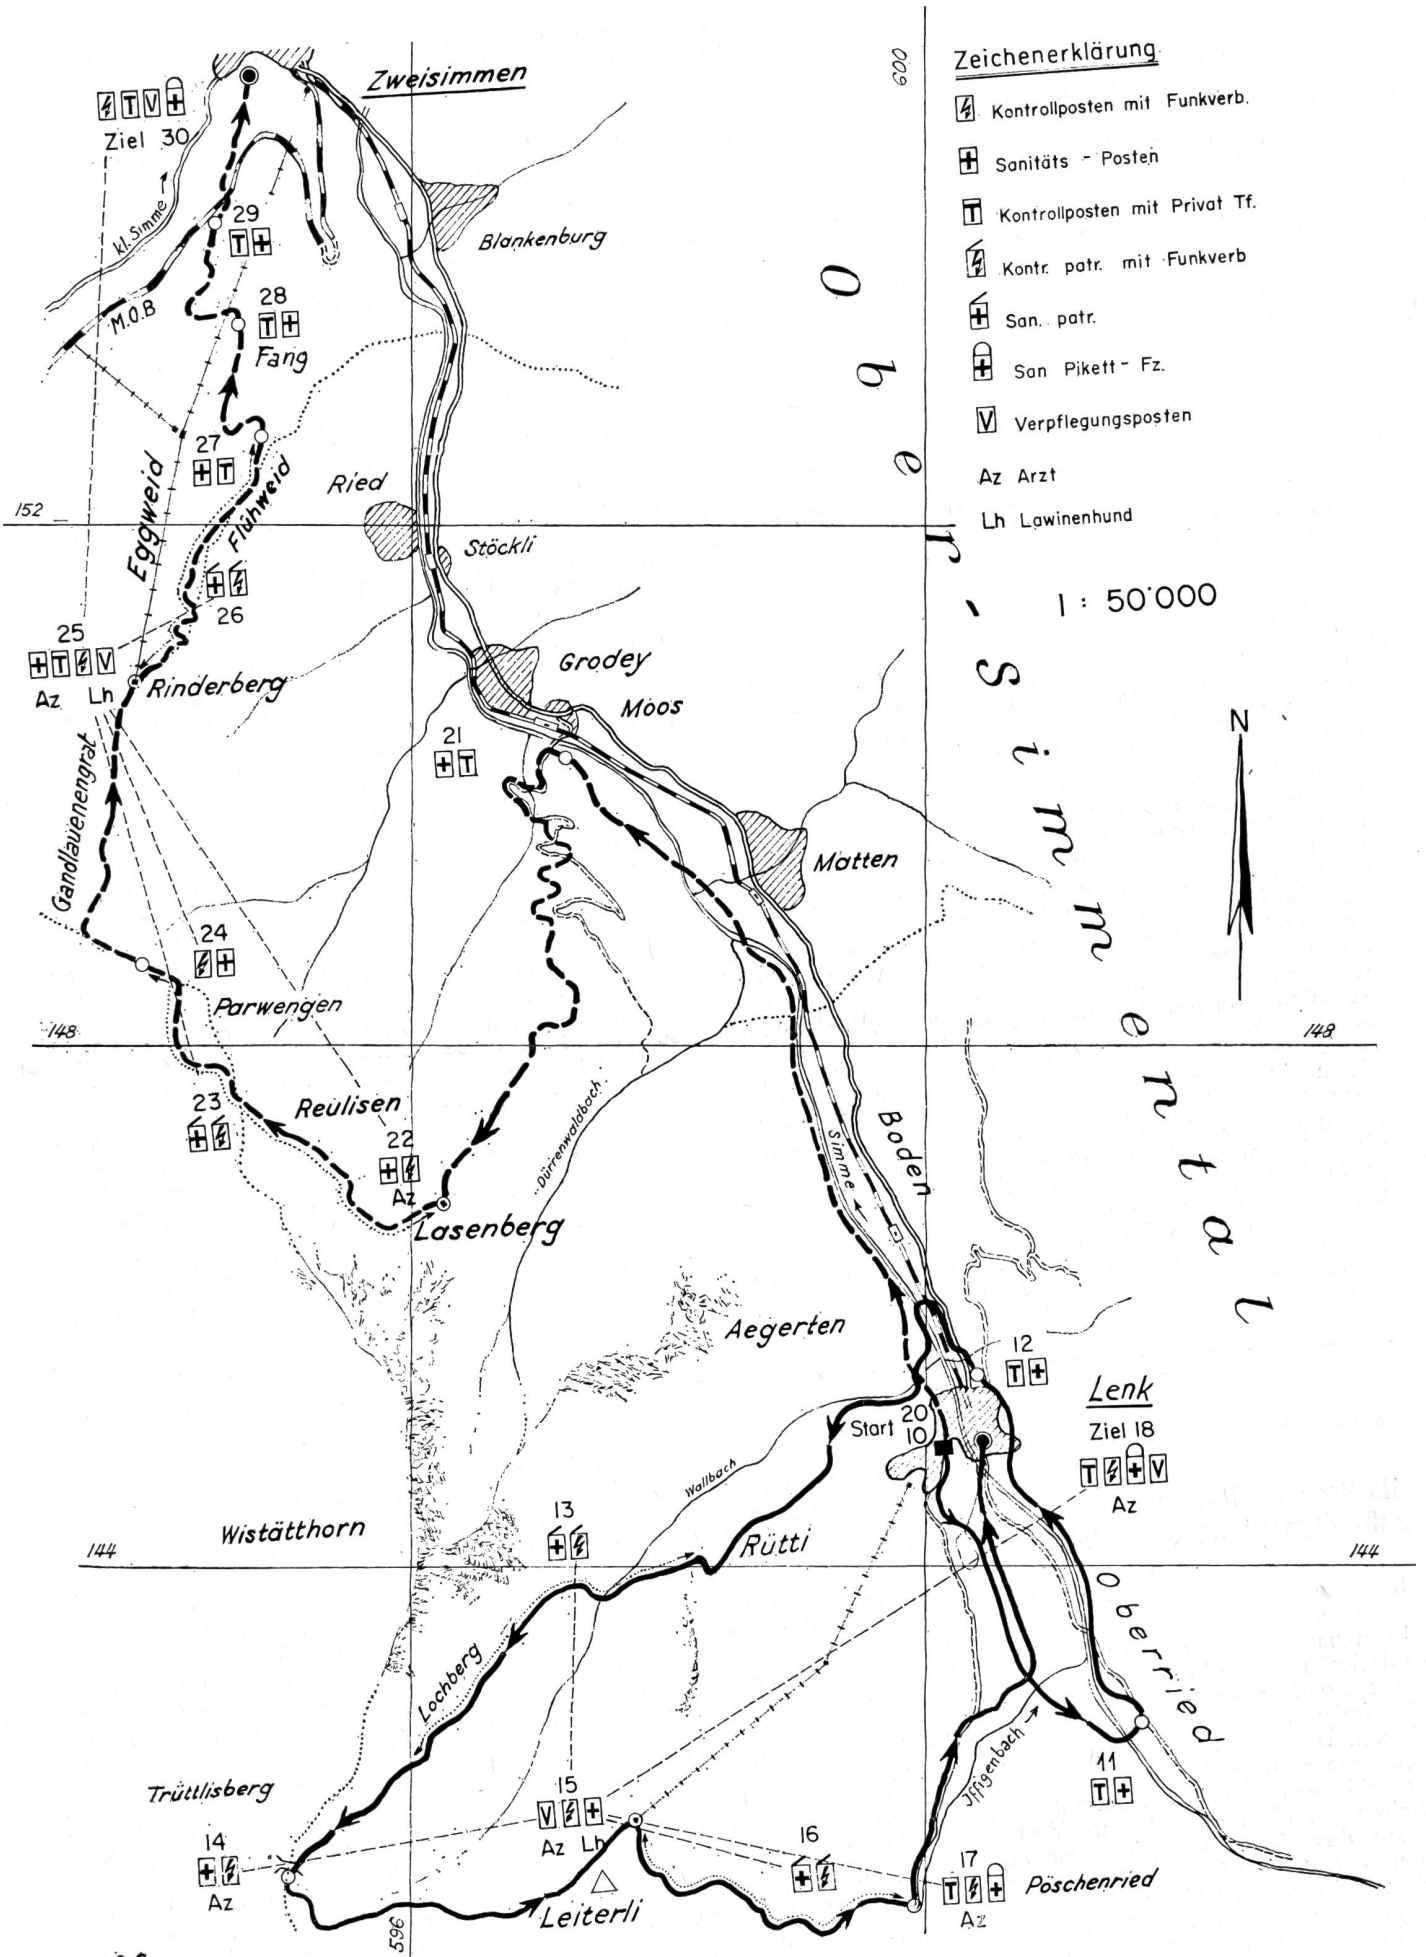 Zeichenerklärung
Kontrollposten mit Funkverb.
Sanitäts - Posten
T Kontrollposten mit Privat Tf.
Kontr. patr. mit Funkverb
San. patr.
San Pikett - Fz.
V Verpflegungsposten
Az Arzt
Lh Lawinenhund
1 : 50'000
N
Ober-Simmental
600
Zweisimmen
T V
Ziel 30
kl. Simme
29
T
Blankenburg
M.O.B
28
T
Fang
27
T
Eggweid
Flühweid
Ried
152
Stöckli
26
25
T V
Az Lh
Rinderberg
Grodey
Moos
21
T
Gandlauenengrat
Matten
24
Parwengen
148
148
23
Reulisen
22
Az
Lasenberg
Dürrenwaldbach
Simme
Boden
Aegerten
12
T
Lenk
Ziel 18
T V
Az
Start 20
10
Wallbach
13
Wistätthorn
Rütti
144
144
Oberried
Lochberg
Iffigenbach
11
T
Trüttlisberg
14
Az
15
V
Az Lh
16
17
T
Az
Pöschenried
Leiterli
596